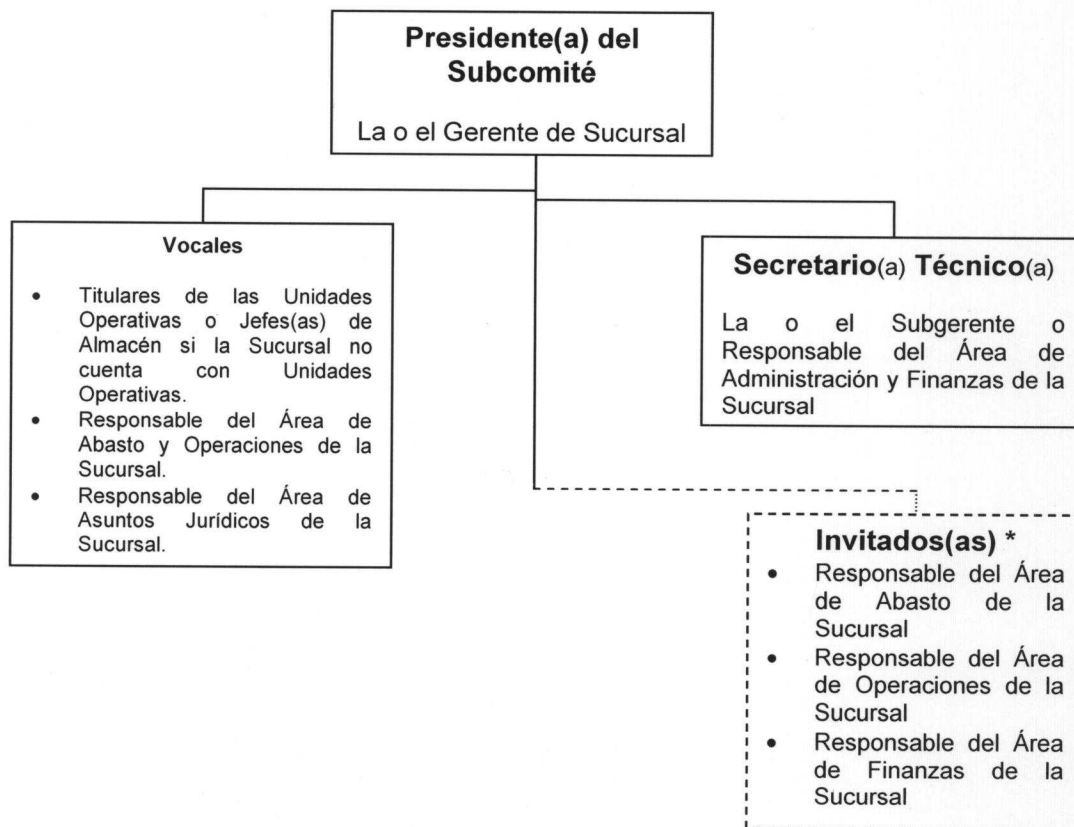 Presidente(a) del
Subcomité
La o el Gerente de Sucursal
Vocales
• Titulares de las Unidades
Operativas o Jefes(as) de
Almacén si la Sucursal no
cuenta con Unidades
Operativas.
• Responsable del Área de
Abasto y Operaciones de la
Sucursal.
• Responsable del Área de
Asuntos Jurídicos de la
Sucursal.
Secretario(a) Técnico(a)
La o el Subgerente o
Responsable del Área de
Administración y Finanzas de la
Sucursal
Invitados(as) *
• Responsable del Área
de Abasto de la
Sucursal
• Responsable del Área
de Operaciones de la
Sucursal
• Responsable del Área
de Finanzas de la
Sucursal